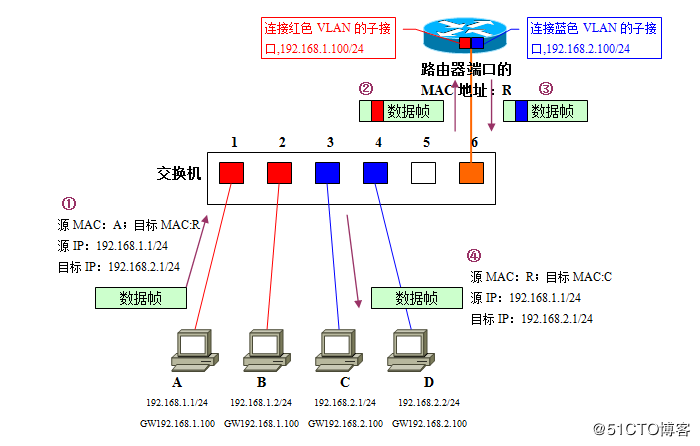 连接红色 VLAN 的子接
口,192.168.1.100/24
连接蓝色 VLAN 的子接
口,192.168.2.100/24
路由器端口的
MAC 地址：R
②
数据帧
③
数据帧
1 2 3 4 5 6
交换机
①
源 MAC：A；目标 MAC:R
源 IP：192.168.1.1/24
目标 IP：192.168.2.1/24
数据帧
④
源 MAC：R；目标 MAC:C
源 IP：192.168.1.1/24
目标 IP：192.168.2.1/24
数据帧
A B C D
192.168.1.1/24 192.168.1.2/24 192.168.2.1/24 192.168.2.2/24
GW192.168.1.100 GW192.168.1.100 GW192.168.2.100 GW192.168.2.100
@51CTO博客